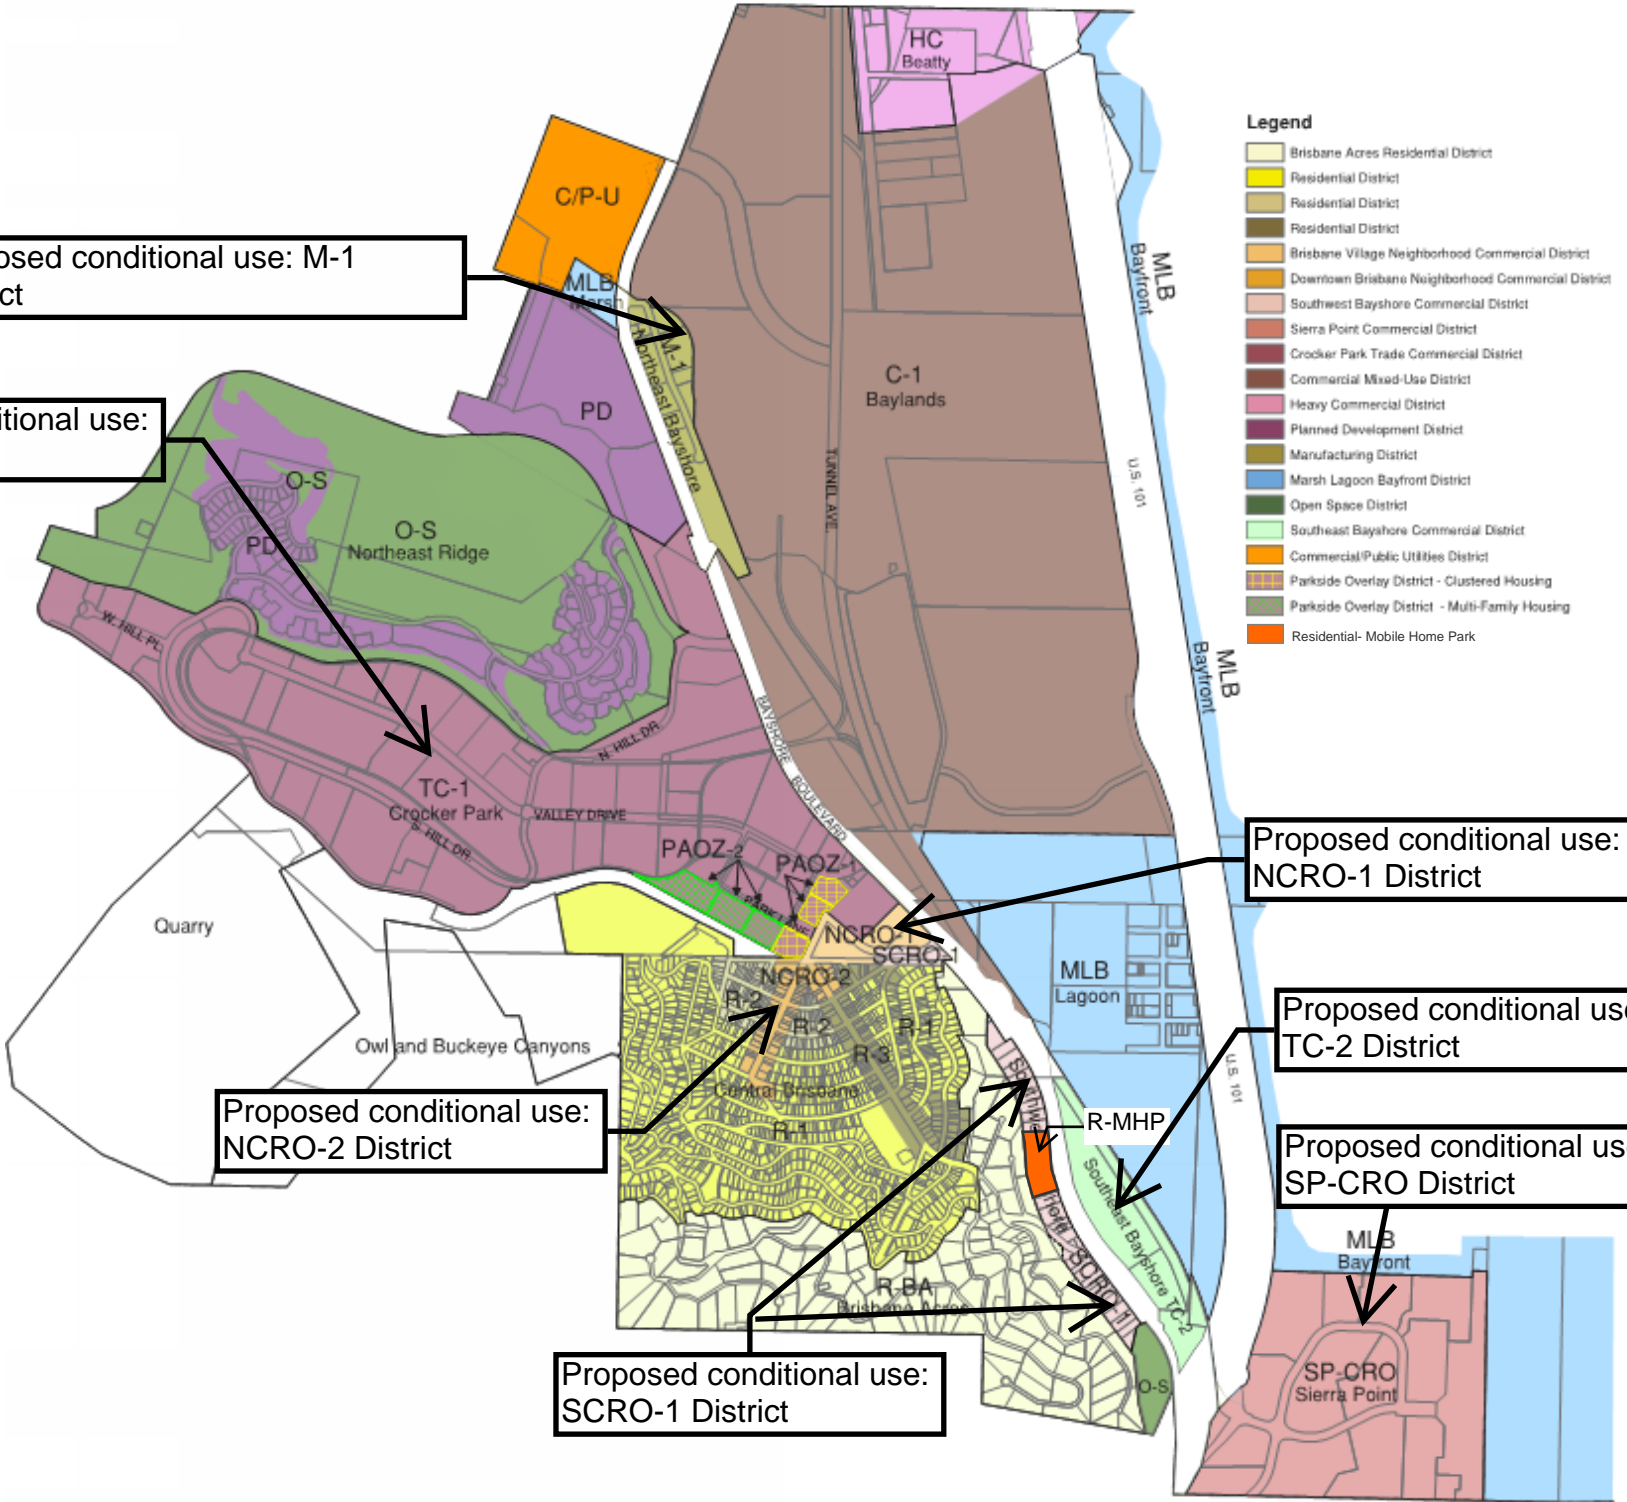 HC
Beatty
Legend
Brisbane Acres Residential District
Residential District
Residential District
Residential District
Brisbane Village Neighborhood Commercial District
Downtown Brisbane Neighborhood Commercial District
Southwest Bayshore Commercial District
Sierra Point Commercial District
Crocker Park Trade Commercial District
Commercial Mixed-Use District
Heavy Commercial District
Planned Development District
Manufacturing District
Marsh Lagoon Bayfront District
Open Space District
Southeast Bayshore Commercial District
Commercial/Public Utilities District
Parkside Overlay District - Clustered Housing
Parkside Overlay District - Multi-Family Housing
Residential- Mobile Home Park
C/P-U
MLB
Bayfront
osed conditional use: M-1
ct
MLB
Marsh
M-1
Northeast Bayshore
PD
C-1
Baylands
itional use:
TUNNEL AVE.
U.S. 101
O-S
O-S
Northeast Ridge
PD
W. HILL PL.
MLB
Bayfront
BAYSHORE BOULEVARD
N. HILL DR
TC-1
Crocker Park
VALLEY DRIVE
S. HILL DR.
PAOZ-2
PAOZ-1
PARK LANE
Proposed conditional use:
NCRO-1 District
Quarry
NCRO-1
SCRO-1
NCRO-2
MLB
Lagoon
R-2
R-2
R-1
R-3
Owl and Buckeye Canyons
Central Brisbane
R-1
Proposed conditional use
TC-2 District
U.S. 101
Proposed conditional use:
NCRO-2 District
R-MHP
Southw
hore SCRO-1
Southeast Bayshore TC-2
Proposed conditional us
SP-CRO District
MLB
Bayfront
R-BA
Brisbane Acres
O-S
SP-CRO
Sierra Point
Proposed conditional use:
SCRO-1 District